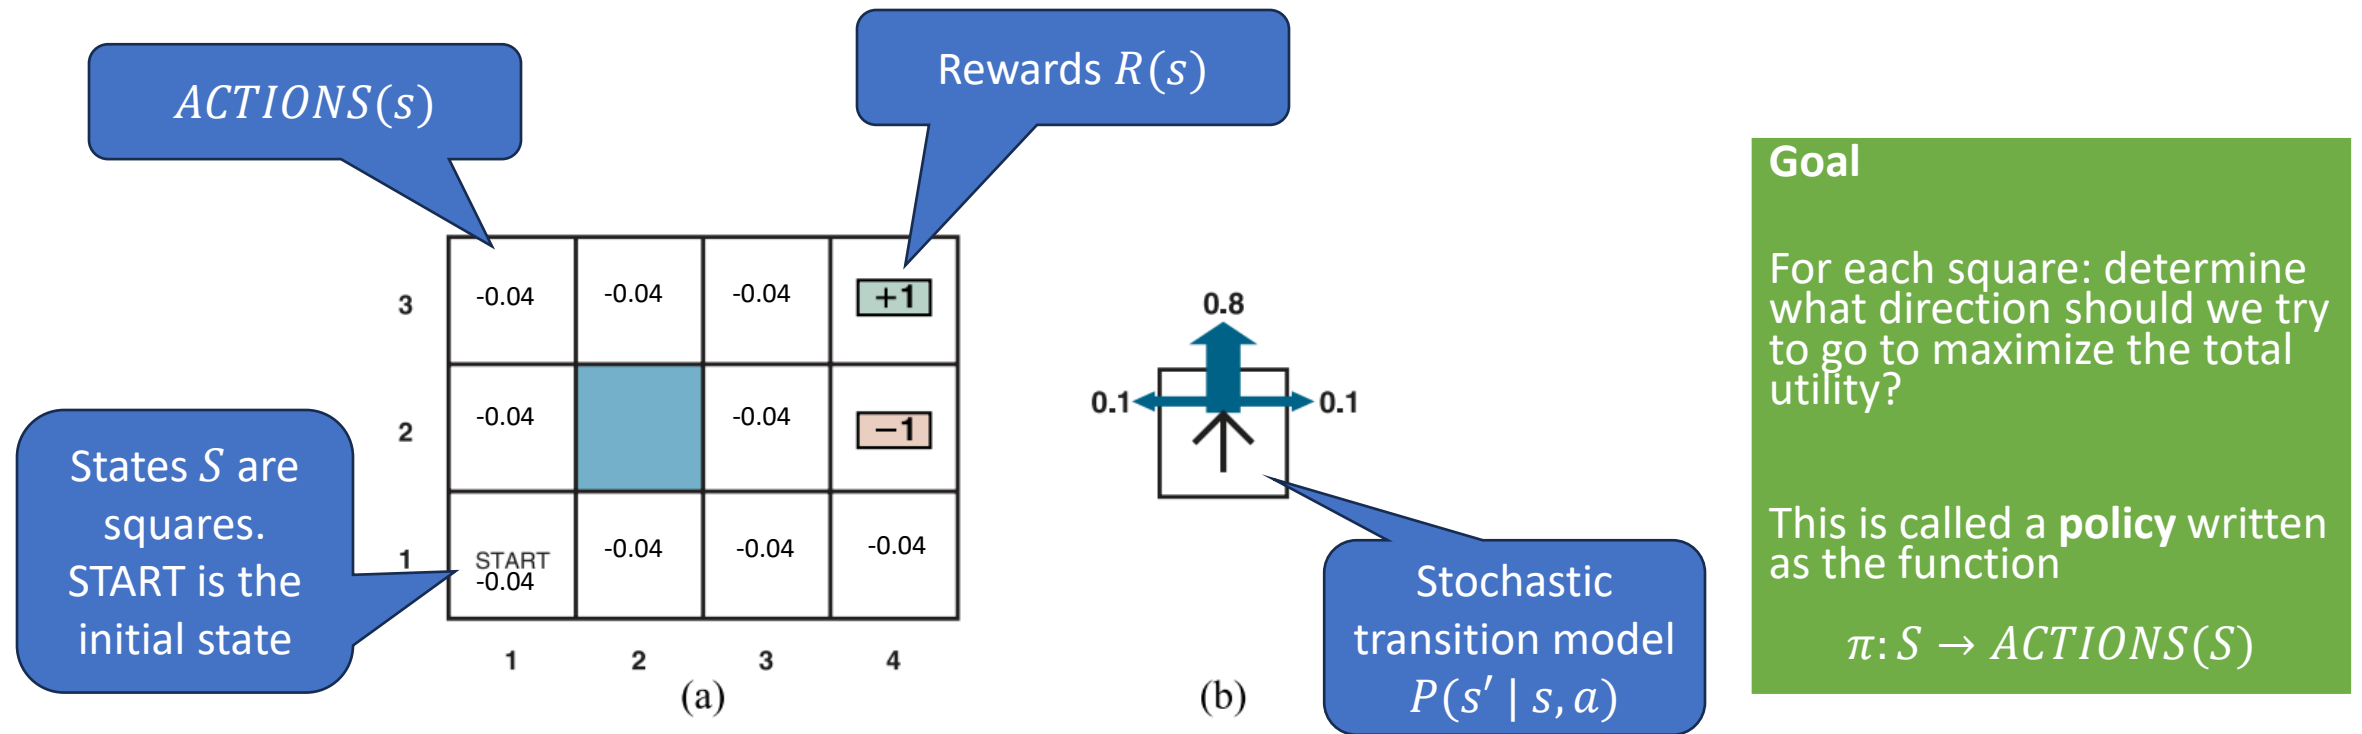 ACTIONS(s)
Rewards R(s)
States S are
squares.
START is the
initial state
3
-0.04
-0.04
-0.04
+1
2
-0.04
-0.04
−1
1
START
-0.04
-0.04
-0.04
-0.04
1
2
3
4
(a)
0.8
0.1
0.1
(b)
Stochastic
transition model
P(s′ | s, a)
Goal
For each square: determine
what direction should we try
to go to maximize the total
utility?
This is called a policy written
as the function
π: S → ACTIONS(S)